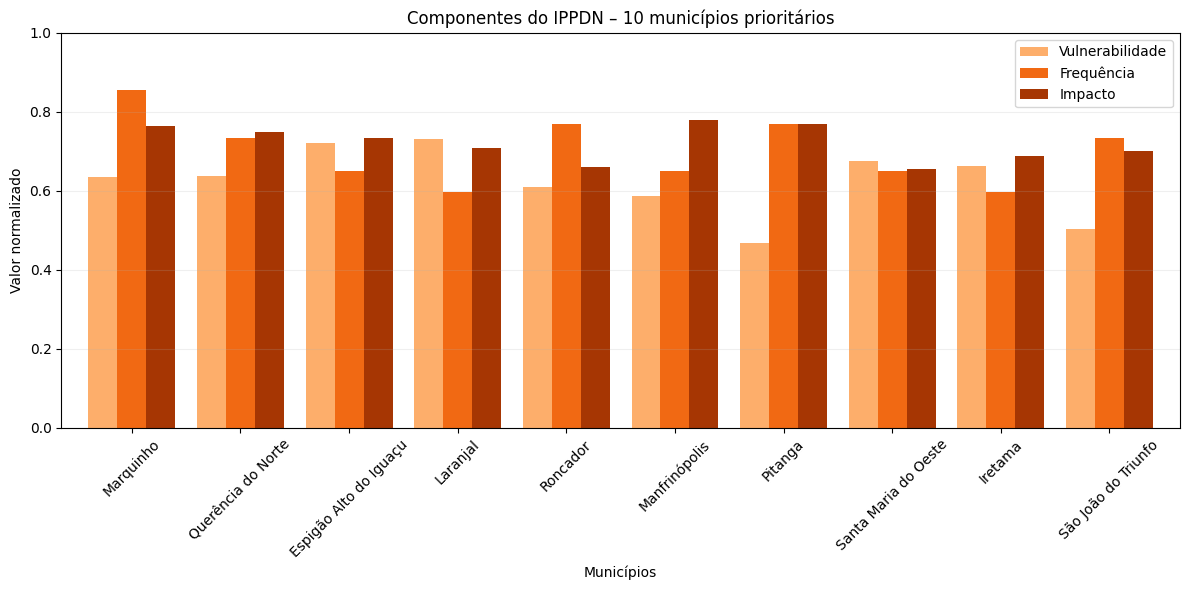 Componentes do IPPDN – 10 municípios prioritários
Vulnerabilidade
Frequência
Impacto
Valor normalizado
1.0
0.8
0.6
0.4
0.2
0.0
Marquinho
Querência do Norte
Espigão Alto do Iguaçu
Laranjal
Roncador
Manfrinópolis
Pitanga
Santa Maria do Oeste
Iretama
São João do Triunfo
Municípios